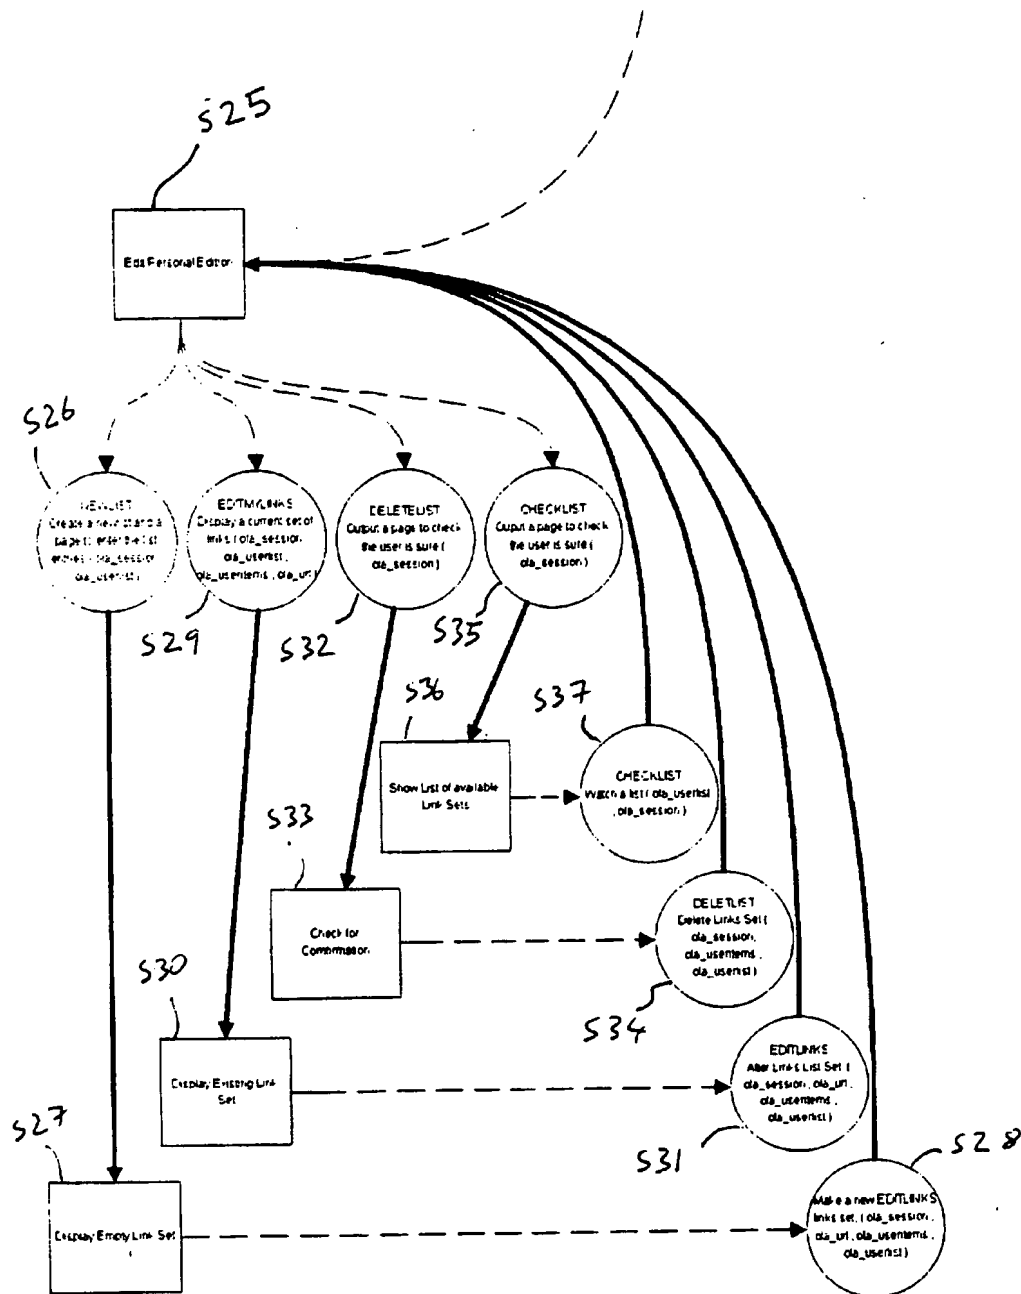 S25
Edit Personal Edition
S26
NEWLIST
Create a new list and a
page to enter the list
entries ( ola_session
ola_userlist )
EDITMYLINKS
Display a current set of
links ( ola_session,
ola_userlist ,
ola_useritems , ola_url )
DELETELIST
Output a page to check
the user is sure (
ola_session )
CHECKLIST
Ouput a page to check
the user is sure (
ola_session )
S29
S32
S35
S36
S37
Show List of available
Link Sets
CHECKLIST
Watch a list ( ola_userlist
, ola_session )
S33
Check for
Confirmation
DELETLIST
Delete Links Set (
ola_session,
ola_useritems ,
ola_userlist )
S34
S30
Display Existing Link
Set
EDITLINKS
Alter Links List Set (
ola_session , ola_url ,
ola_useritems ,
ola_userlist )
S31
S27
S28
Display Empty Link Set
Make a new EDITLINKS
links set, ( ola_session ,
ola_url , ola_useritems ,
ola_userlist )